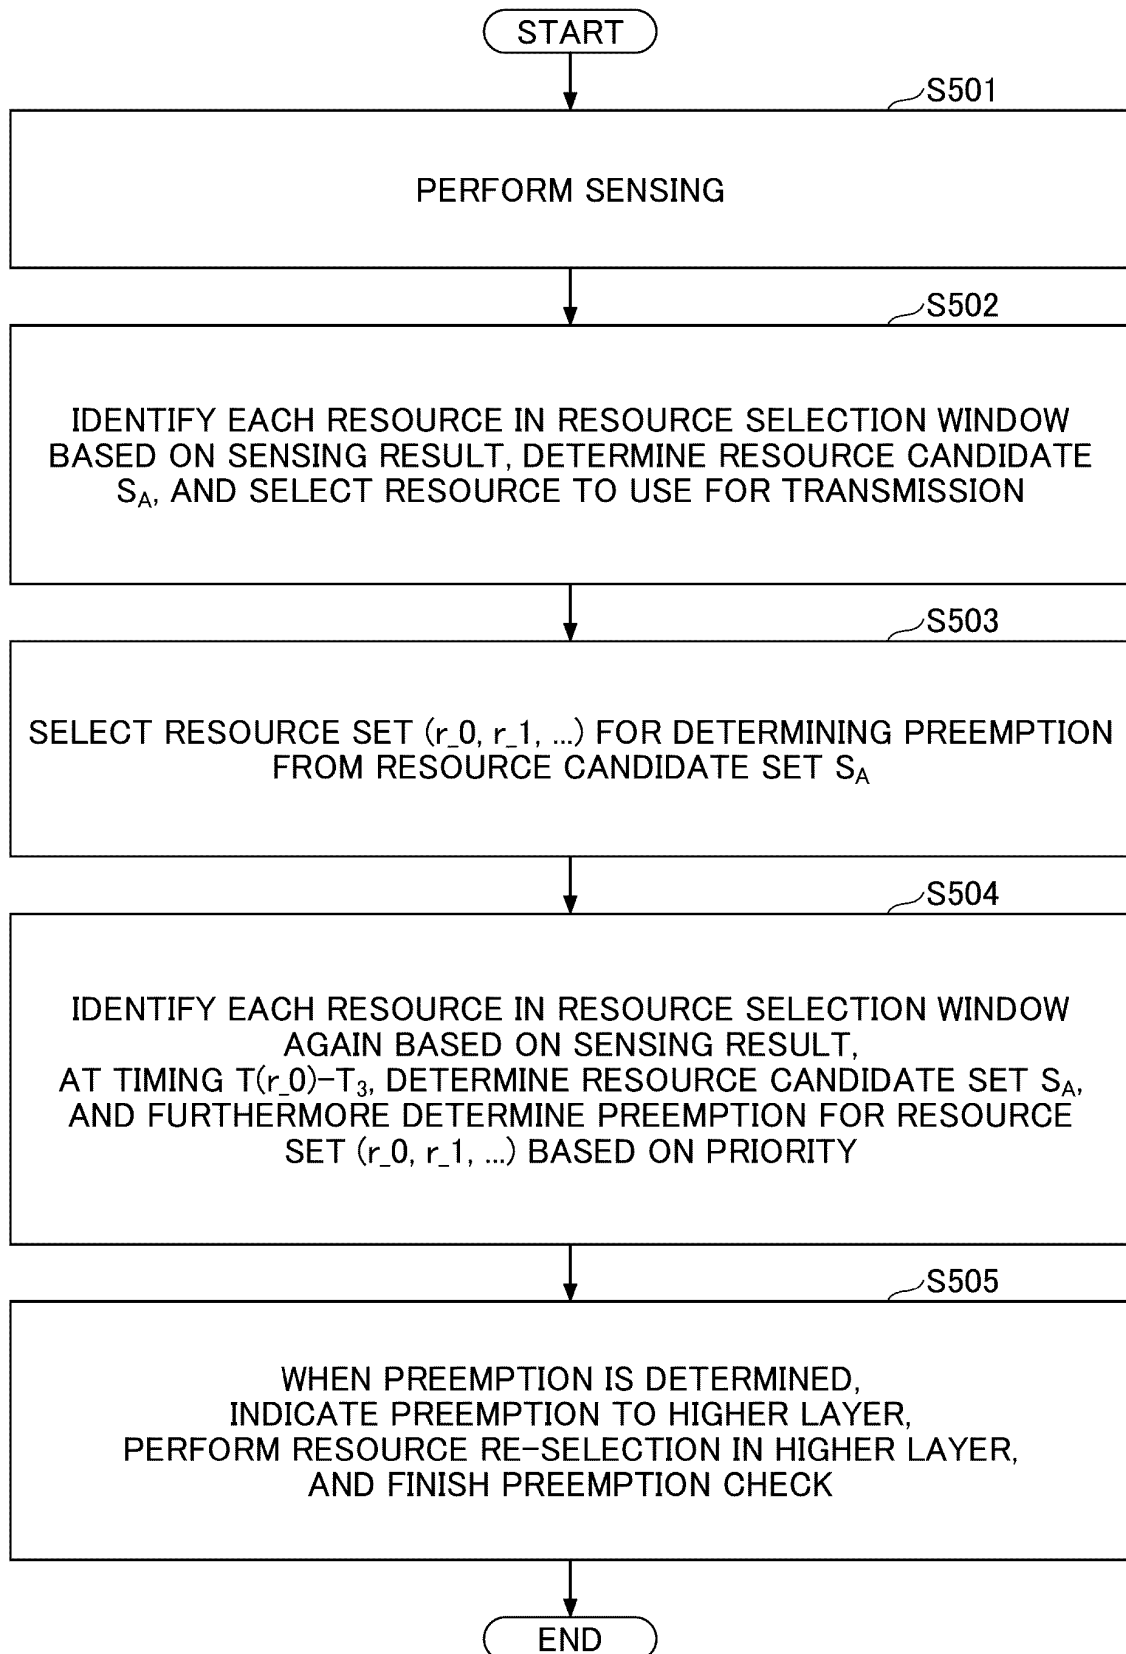 START
S501
PERFORM SENSING
S502
IDENTIFY EACH RESOURCE IN RESOURCE SELECTION WINDOW
BASED ON SENSING RESULT, DETERMINE RESOURCE CANDIDATE
S_A, AND SELECT RESOURCE TO USE FOR TRANSMISSION
S503
SELECT RESOURCE SET (r_0, r_1, ...) FOR DETERMINING PREEMPTION
FROM RESOURCE CANDIDATE SET S_A
S504
IDENTIFY EACH RESOURCE IN RESOURCE SELECTION WINDOW
AGAIN BASED ON SENSING RESULT,
AT TIMING T(r_0)-T_3, DETERMINE RESOURCE CANDIDATE SET S_A,
AND FURTHERMORE DETERMINE PREEMPTION FOR RESOURCE
SET (r_0, r_1, ...) BASED ON PRIORITY
S505
WHEN PREEMPTION IS DETERMINED,
INDICATE PREEMPTION TO HIGHER LAYER,
PERFORM RESOURCE RE-SELECTION IN HIGHER LAYER,
AND FINISH PREEMPTION CHECK
END